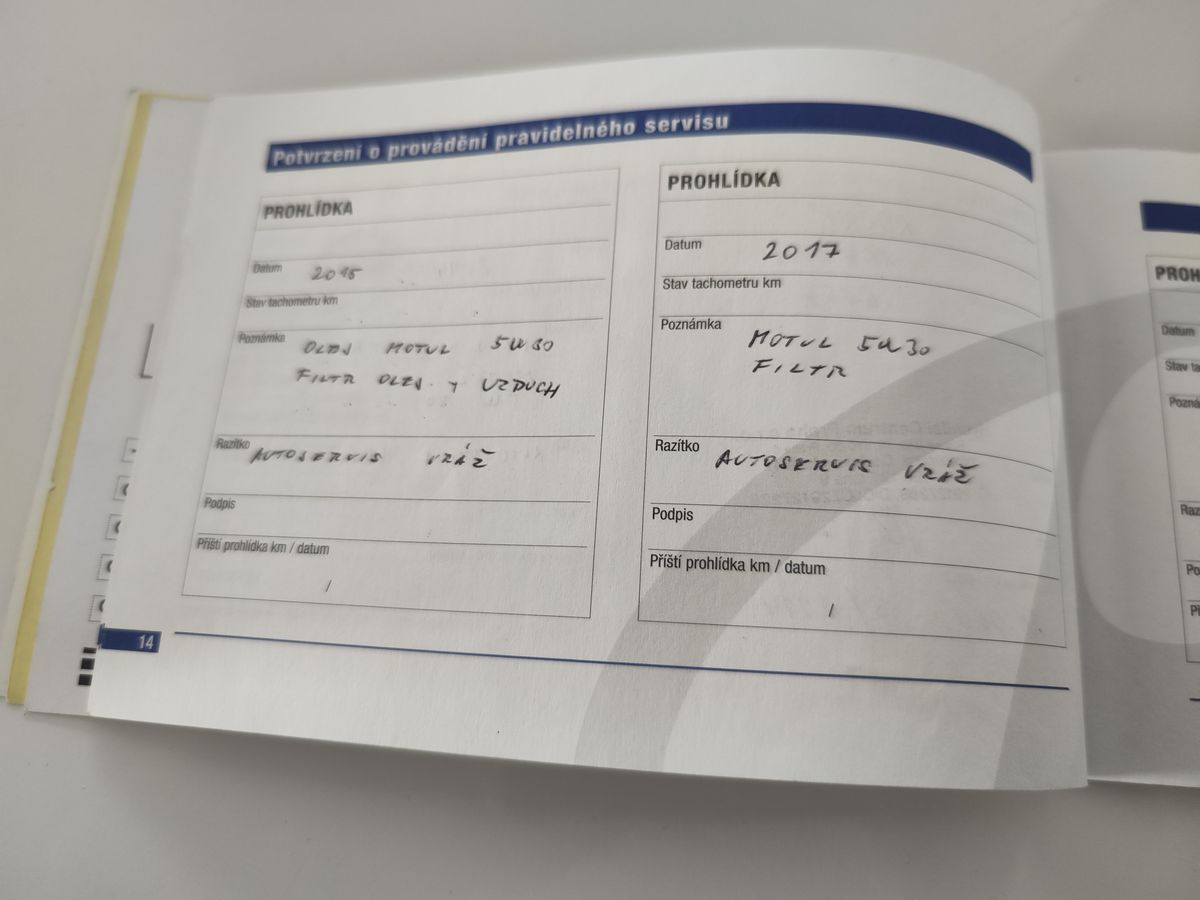 Potvrzení o provádění pravidelného servisu
PROHLÍDKA
Datum 2015
Stav tachometru km
Poznámka OLEJ MOTUL 5W30
FILTR OLEJ. Y VZDUCH
Razítko AUTOSERVIS VRÁŽ
Podpis
Příští prohlídka km / datum
/
PROHLÍDKA
Datum 2017
Stav tachometru km
Poznámka MOTUL 5W30
FILTR
Razítko AUTOSERVIS VRÁŽ
Podpis
Příští prohlídka km / datum
/
14
Datum